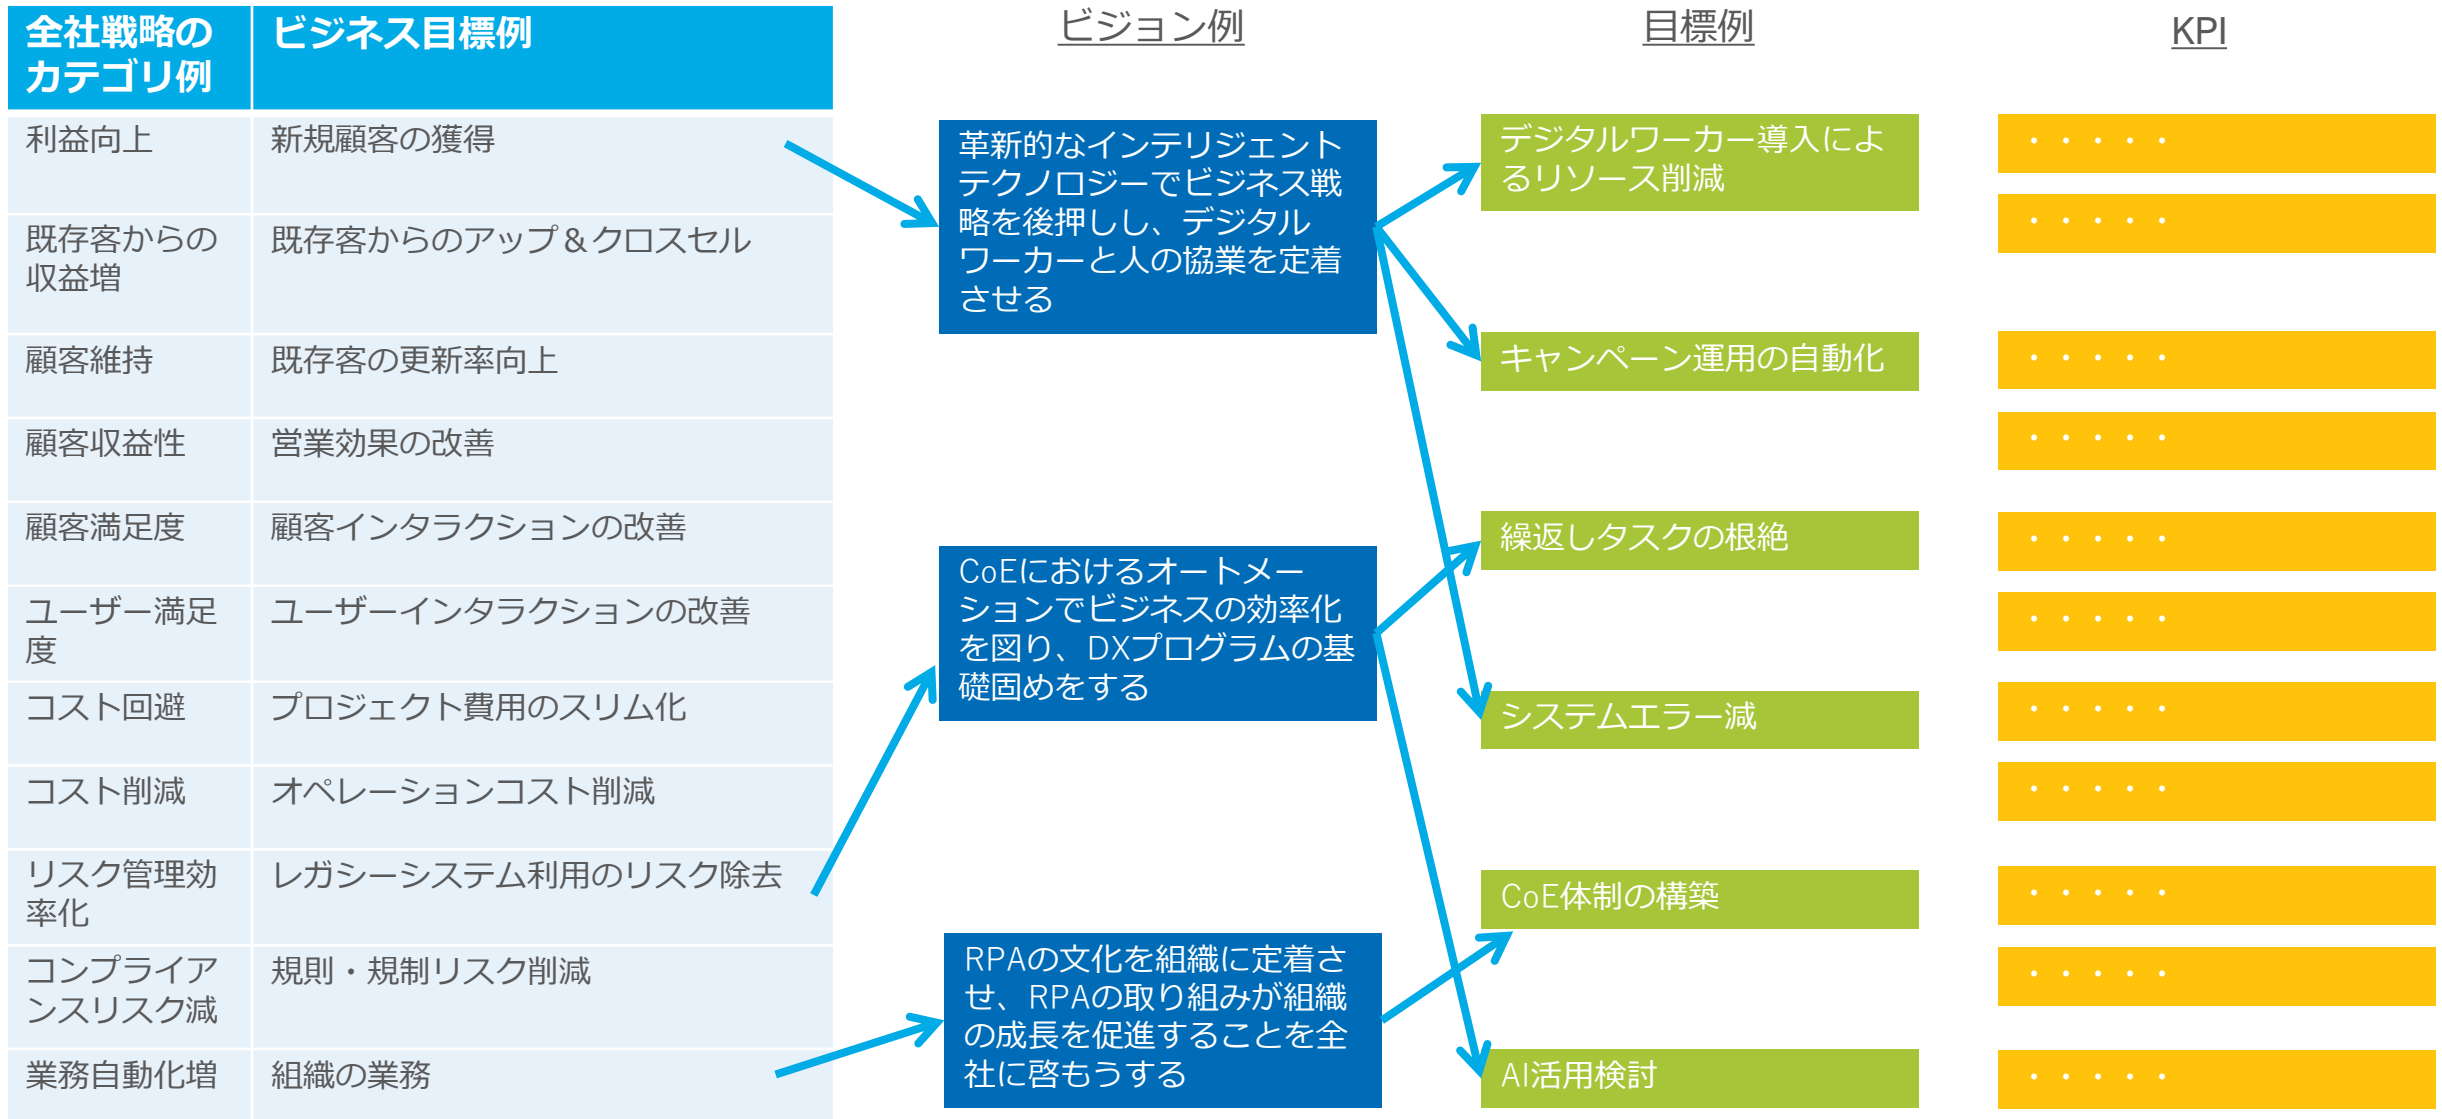 全社戦略の
カテゴリ例
ビジネス目標例
利益向上
新規顧客の獲得
既存客からの
収益増
既存客からのアップ＆クロスセル
顧客維持
既存客の更新率向上
顧客収益性
営業効果の改善
顧客満足度
顧客インタラクションの改善
ユーザー満足
度
ユーザーインタラクションの改善
コスト回避
プロジェクト費用のスリム化
コスト削減
オペレーションコスト削減
リスク管理効
率化
レガシーシステム利用のリスク除去
コンプライア
ンスリスク減
規則・規制リスク削減
業務自動化増
組織の業務
ビジョン例
革新的なインテリジェント
テクノロジーでビジネス戦
略を後押しし、デジタル
ワーカーと人の協業を定着
させる
CoEにおけるオートメー
ションでビジネスの効率化
を図り、DXプログラムの基
礎固めをする
RPAの文化を組織に定着さ
せ、RPAの取り組みが組織
の成長を促進することを全
社に啓もうする
目標例
デジタルワーカー導入によ
るリソース削減
キャンペーン運用の自動化
繰返しタスクの根絶
システムエラー減
CoE体制の構築
AI活用検討
KPI
・・・・・
・・・・・
・・・・・
・・・・・
・・・・・
・・・・・
・・・・・
・・・・・
・・・・・
・・・・・
・・・・・